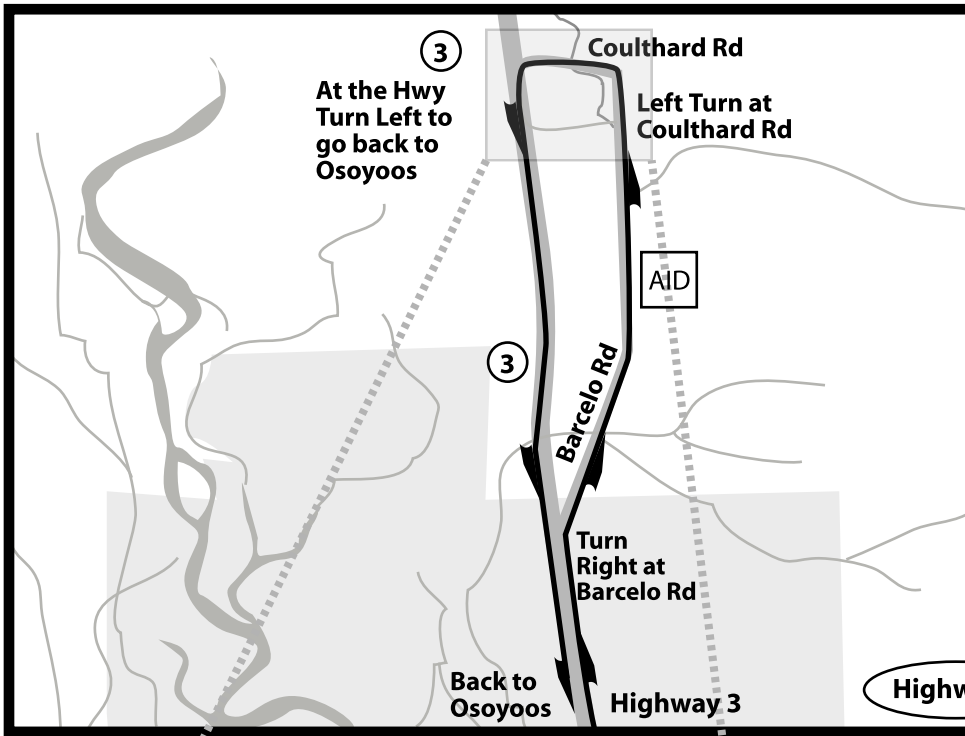 3
Coulthard Rd
At the Hwy
Turn Left to
go back to
Osoyoos
Left Turn at
Coulthard Rd
AID
3
Barcelo Rd
Turn
Right at
Barcelo Rd
Back to
Osoyoos
Highway 3
Highw